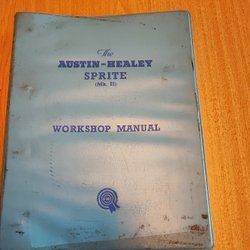 The
AUSTIN-HEALEY
SPRITE
(Mk. II)
WORKSHOP MANUAL